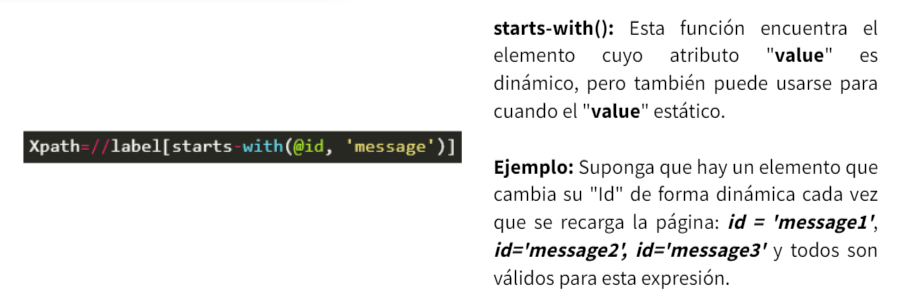 Xpath=//label[starts-with(@id, 'message')]
starts-with(): Esta función encuentra el
elemento cuyo atributo "value" es
dinámico, pero también puede usarse para
cuando el "value" estático.
Ejemplo: Suponga que hay un elemento que
cambia su "Id" de forma dinámica cada vez
que se recarga la página: id = 'message1',
id='message2', id='message3' y todos son
válidos para esta expresión.